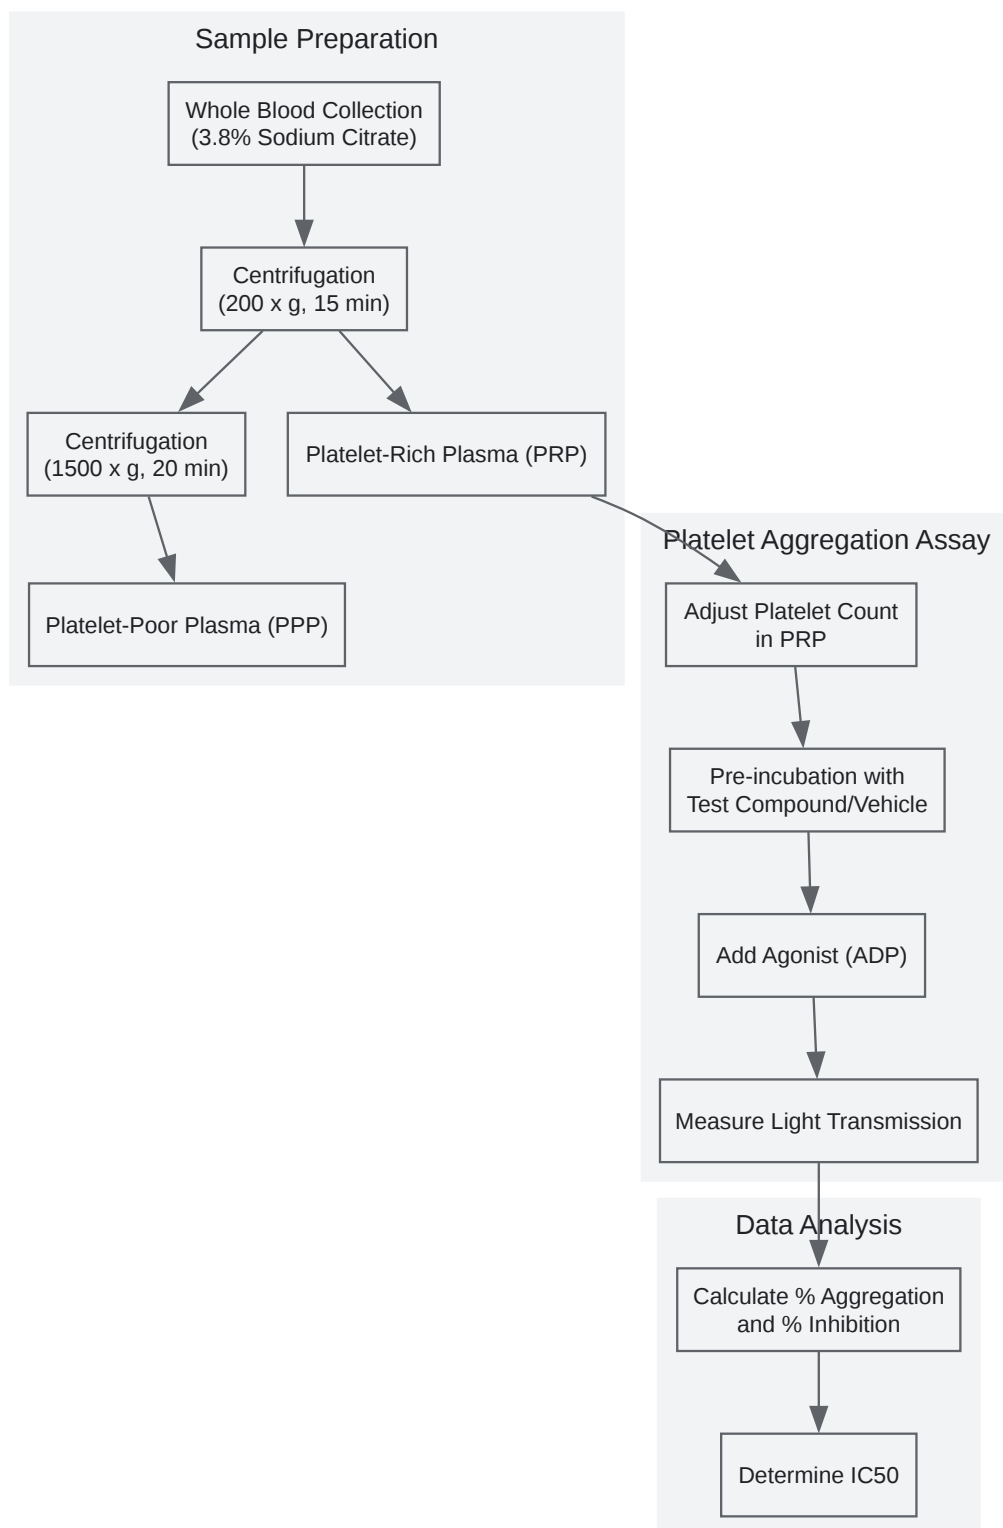 Sample Preparation
Whole Blood Collection
(3.8% Sodium Citrate)
Centrifugation
(200 x g, 15 min)
Centrifugation
(1500 x g, 20 min)
Platelet-Rich Plasma (PRP)
Platelet-Poor Plasma (PPP)
Platelet Aggregation Assay
Adjust Platelet Count
in PRP
Pre-incubation with
Test Compound/Vehicle
Add Agonist (ADP)
Measure Light Transmission
Data Analysis
Calculate % Aggregation
and % Inhibition
Determine IC50